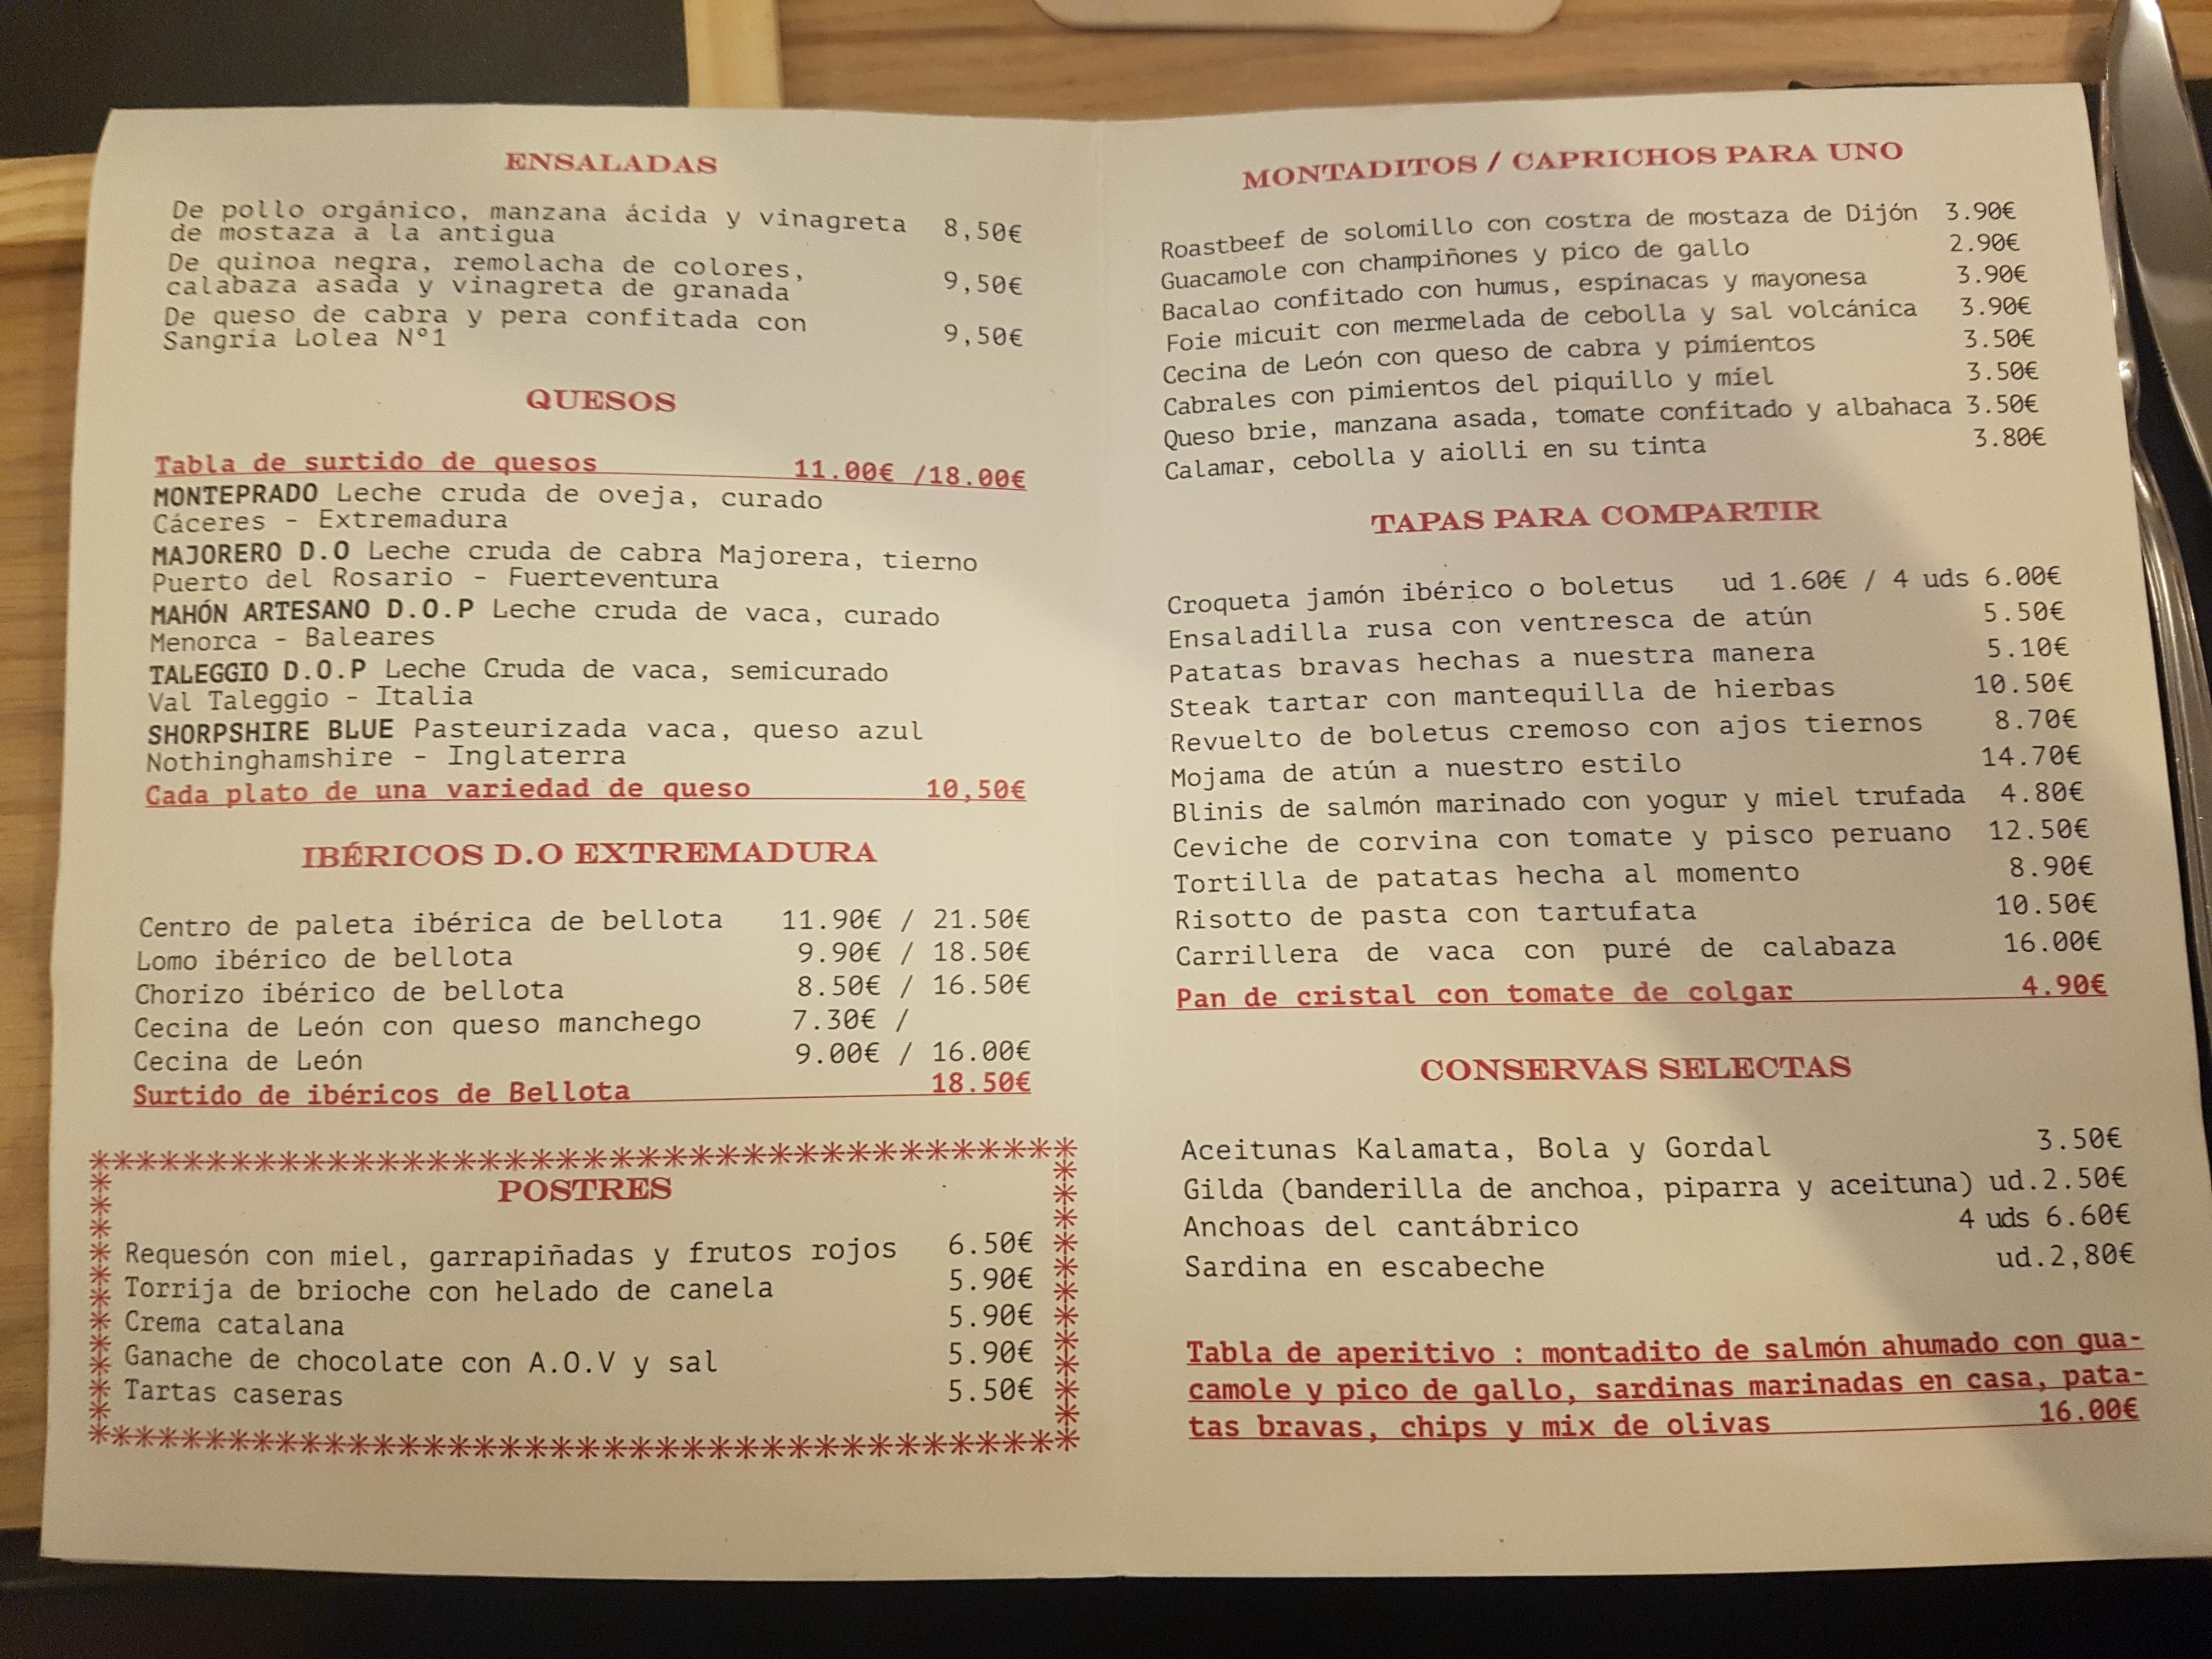 ENSALADAS
De pollo orgánico, manzana ácida y vinagreta
de mostaza a la antigua 8,50€
De quinoa negra, remolacha de colores,
calabaza asada y vinagreta de granada 9,50€
De queso de cabra y pera confitada con
Sangria Lolea Nº1 9,50€
QUESOS
Tabla de surtido de quesos 11.00€ /18.00€
MONTEPRADO Leche cruda de oveja, curado
Cáceres - Extremadura
MAJORERO D.O Leche cruda de cabra Majorera, tierno
Puerto del Rosario - Fuerteventura
MAHÓN ARTESANO D.O.P Leche cruda de vaca, curado
Menorca - Baleares
TALEGGIO D.O.P Leche Cruda de vaca, semicurado
Val Taleggio - Italia
SHORPSHIRE BLUE Pasteurizada vaca, queso azul
Nothinghamshire - Inglaterra
Cada plato de una variedad de queso 10,50€
IBÉRICOS D.O EXTREMADURA
Centro de paleta ibérica de bellota 11.90€ / 21.50€
Lomo ibérico de bellota 9.90€ / 18.50€
Chorizo ibérico de bellota 8.50€ / 16.50€
Cecina de León con queso manchego 7.30€ /
Cecina de León 9.00€ / 16.00€
Surtido de ibéricos de Bellota 18.50€
POSTRES
Requesón con miel, garrapiñadas y frutos rojos 6.50€
Torrija de brioche con helado de canela 5.90€
Crema catalana 5.90€
Ganache de chocolate con A.O.V y sal 5.90€
Tartas caseras 5.50€
MONTADITOS / CAPRICHOS PARA UNO
Roastbeef de solomillo con costra de mostaza de Dijón 3.90€
Guacamole con champiñones y pico de gallo 2.90€
Bacalao confitado con humus, espinacas y mayonesa 3.90€
Foie micuit con mermelada de cebolla y sal volcánica 3.90€
Cecina de León con queso de cabra y pimientos 3.50€
Cabrales con pimientos del piquillo y miel 3.50€
Queso brie, manzana asada, tomate confitado y albahaca 3.50€
Calamar, cebolla y aiolli en su tinta 3.80€
TAPAS PARA COMPARTIR
Croqueta jamón ibérico o boletus ud 1.60€ / 4 uds 6.00€
Ensaladilla rusa con ventresca de atún 5.50€
Patatas bravas hechas a nuestra manera 5.10€
Steak tartar con mantequilla de hierbas 10.50€
Revuelto de boletus cremoso con ajos tiernos 8.70€
Mojama de atún a nuestro estilo 14.70€
Blinis de salmón marinado con yogur y miel trufada 4.80€
Ceviche de corvina con tomate y pisco peruano 12.50€
Tortilla de patatas hecha al momento 8.90€
Risotto de pasta con tartufata 10.50€
Carrillera de vaca con puré de calabaza 16.00€
Pan de cristal con tomate de colgar 4.90€
CONSERVAS SELECTAS
Aceitunas Kalamata, Bola y Gordal 3.50€
Gilda (banderilla de anchoa, piparra y aceituna) ud.2.50€
Anchoas del cantábrico 4 uds 6.60€
Sardina en escabeche ud.2,80€
Tabla de aperitivo : montadito de salmón ahumado con gua-
camole y pico de gallo, sardinas marinadas en casa, pata-
tas bravas, chips y mix de olivas 16.00€